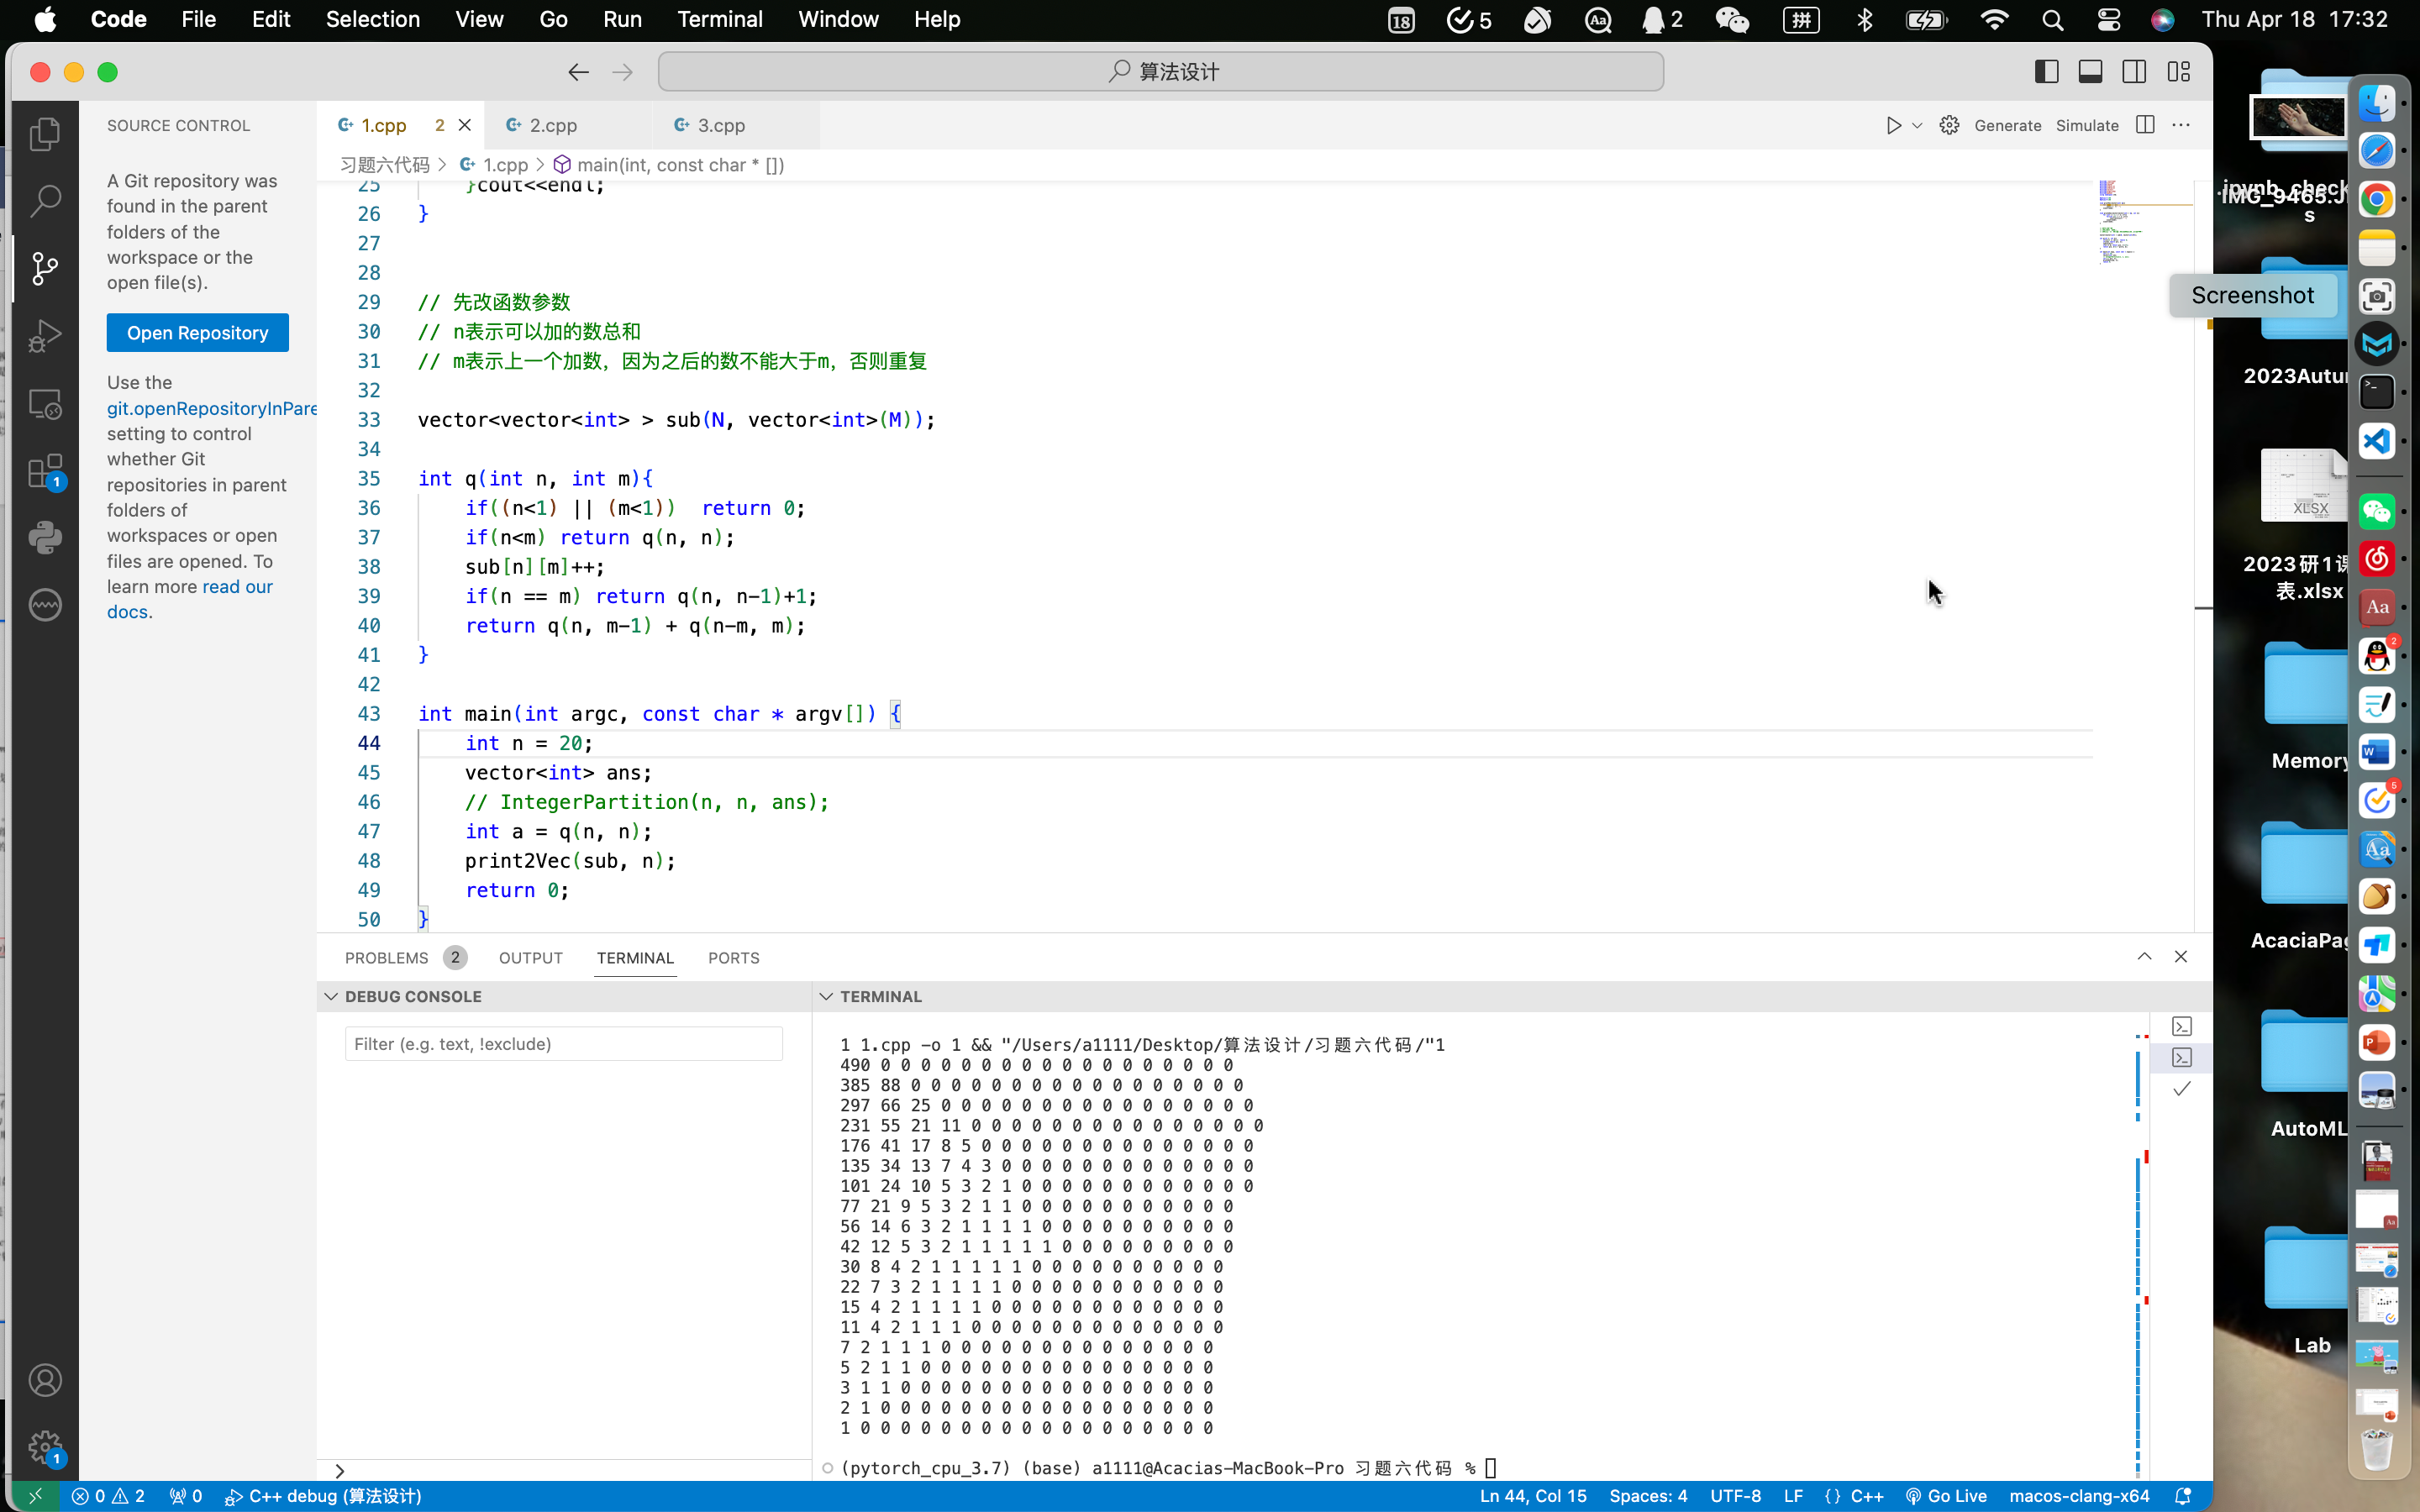 Code File Edit Selection View Go Run Terminal Window Help
18 5 2 拼 Thu Apr 18 17:32
算法设计
SOURCE CONTROL
A Git repository was
found in the parent
folders of the
workspace or the
open file(s).
Open Repository
Use the
git.openRepositoryInPare
setting to control
whether Git
repositories in parent
folders of
workspaces or open
files are opened. To
learn more read our
docs.
1.cpp 2 2.cpp 3.cpp
Generate Simulate
习题六代码 > 1.cpp > main(int, const char * [])
25 }cout<<endl;
26 }
27
28
29 // 先改函数参数
30 // n表示可以加的数总和
31 // m表示上一个加数，因为之后的数不能大于m，否则重复
32
33 vector<vector<int> > sub(N, vector<int>(M));
34
35 int q(int n, int m){
36 if((n<1) || (m<1)) return 0;
37 if(n<m) return q(n, n);
38 sub[n][m]++;
39 if(n == m) return q(n, n-1)+1;
40 return q(n, m-1) + q(n-m, m);
41 }
42
43 int main(int argc, const char * argv[]) {
44 int n = 20;
45 vector<int> ans;
46 // IntegerPartition(n, n, ans);
47 int a = q(n, n);
48 print2Vec(sub, n);
49 return 0;
50 }
PROBLEMS 2 OUTPUT TERMINAL PORTS
DEBUG CONSOLE
Filter (e.g. text, !exclude)
TERMINAL
1 1.cpp -o 1 && "/Users/a1111/Desktop/算法设计/习题六代码/"1
490 0 0 0 0 0 0 0 0 0 0 0 0 0 0 0 0 0 0
385 88 0 0 0 0 0 0 0 0 0 0 0 0 0 0 0 0 0
297 66 25 0 0 0 0 0 0 0 0 0 0 0 0 0 0 0 0
231 55 21 11 0 0 0 0 0 0 0 0 0 0 0 0 0 0 0
176 41 17 8 5 0 0 0 0 0 0 0 0 0 0 0 0 0 0
135 34 13 7 4 3 0 0 0 0 0 0 0 0 0 0 0 0 0
101 24 10 5 3 2 1 0 0 0 0 0 0 0 0 0 0 0 0
77 21 9 5 3 2 1 1 0 0 0 0 0 0 0 0 0 0 0
56 14 6 3 2 1 1 1 1 0 0 0 0 0 0 0 0 0 0
42 12 5 3 2 1 1 1 1 1 0 0 0 0 0 0 0 0 0
30 8 4 2 1 1 1 1 1 0 0 0 0 0 0 0 0 0 0
22 7 3 2 1 1 1 1 0 0 0 0 0 0 0 0 0 0 0
15 4 2 1 1 1 1 0 0 0 0 0 0 0 0 0 0 0 0
11 4 2 1 1 1 0 0 0 0 0 0 0 0 0 0 0 0 0
7 2 1 1 1 0 0 0 0 0 0 0 0 0 0 0 0 0 0
5 2 1 1 0 0 0 0 0 0 0 0 0 0 0 0 0 0 0
3 1 1 0 0 0 0 0 0 0 0 0 0 0 0 0 0 0 0
2 1 0 0 0 0 0 0 0 0 0 0 0 0 0 0 0 0 0
1 0 0 0 0 0 0 0 0 0 0 0 0 0 0 0 0 0 0
(pytorch_cpu_3.7) (base) a1111@Acacias-MacBook-Pro 习题六代码 %
0 2 0 C++ debug (算法设计)
Ln 44, Col 15 Spaces: 4 UTF-8 LF {} C++ Go Live macos-clang-x64
Screenshot
2023Autu
XLSX
2023研1课
表.xlsx
Memory
AcaciaPa
AutoML
Lab